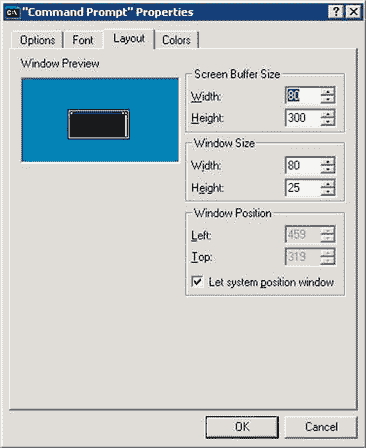 "Command Prompt" Properties
Options Font Layout Colors
Window Preview
Screen Buffer Size
Width: 80
Height: 300
Window Size
Width: 80
Height: 25
Window Position
Left: 459
Top: 319
Let system position window
OK Cancel